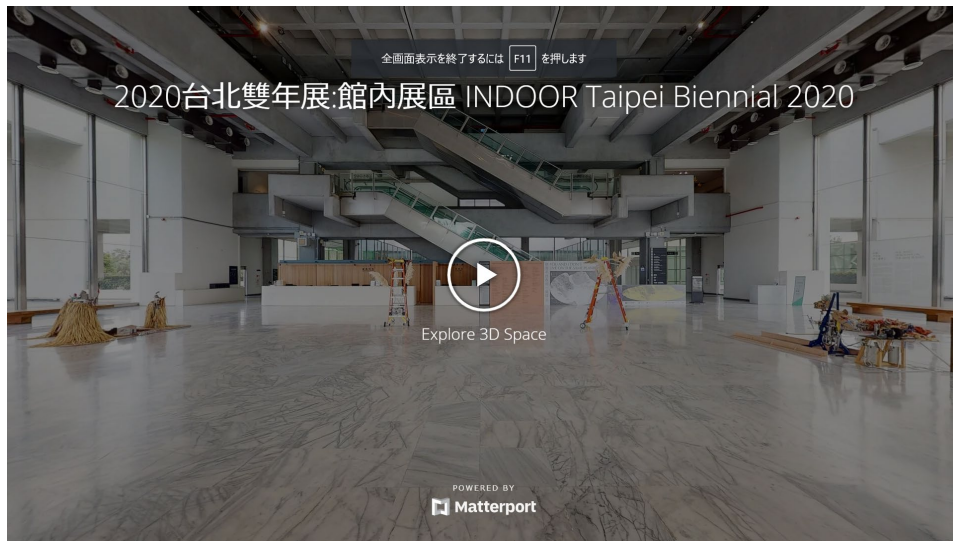 全画面表示を終了するには F11 を押します
2020台北雙年展:館內展區 INDOOR Taipei Biennial 2020
Explore 3D Space
POWERED BY
Matterport